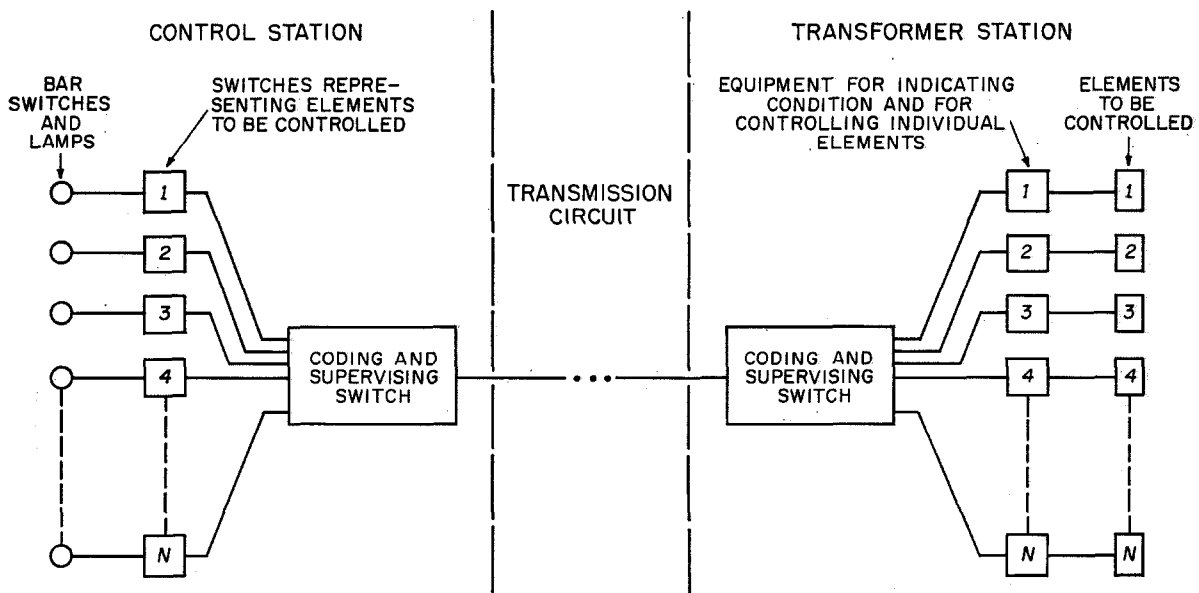 CONTROL STATION
BAR
SWITCHES
AND
LAMPS
SWITCHES REPRE-
SENTING ELEMENTS
TO BE CONTROLLED
1
2
3
4
N
CODING AND
SUPERVISING
SWITCH
TRANSMISSION
CIRCUIT
TRANSFORMER STATION
EQUIPMENT FOR INDICATING
CONDITION AND FOR
CONTROLLING INDIVIDUAL
ELEMENTS
ELEMENTS
TO BE
CONTROLLED
CODING AND
SUPERVISING
SWITCH
1 1
2 2
3 3
4 4
N N